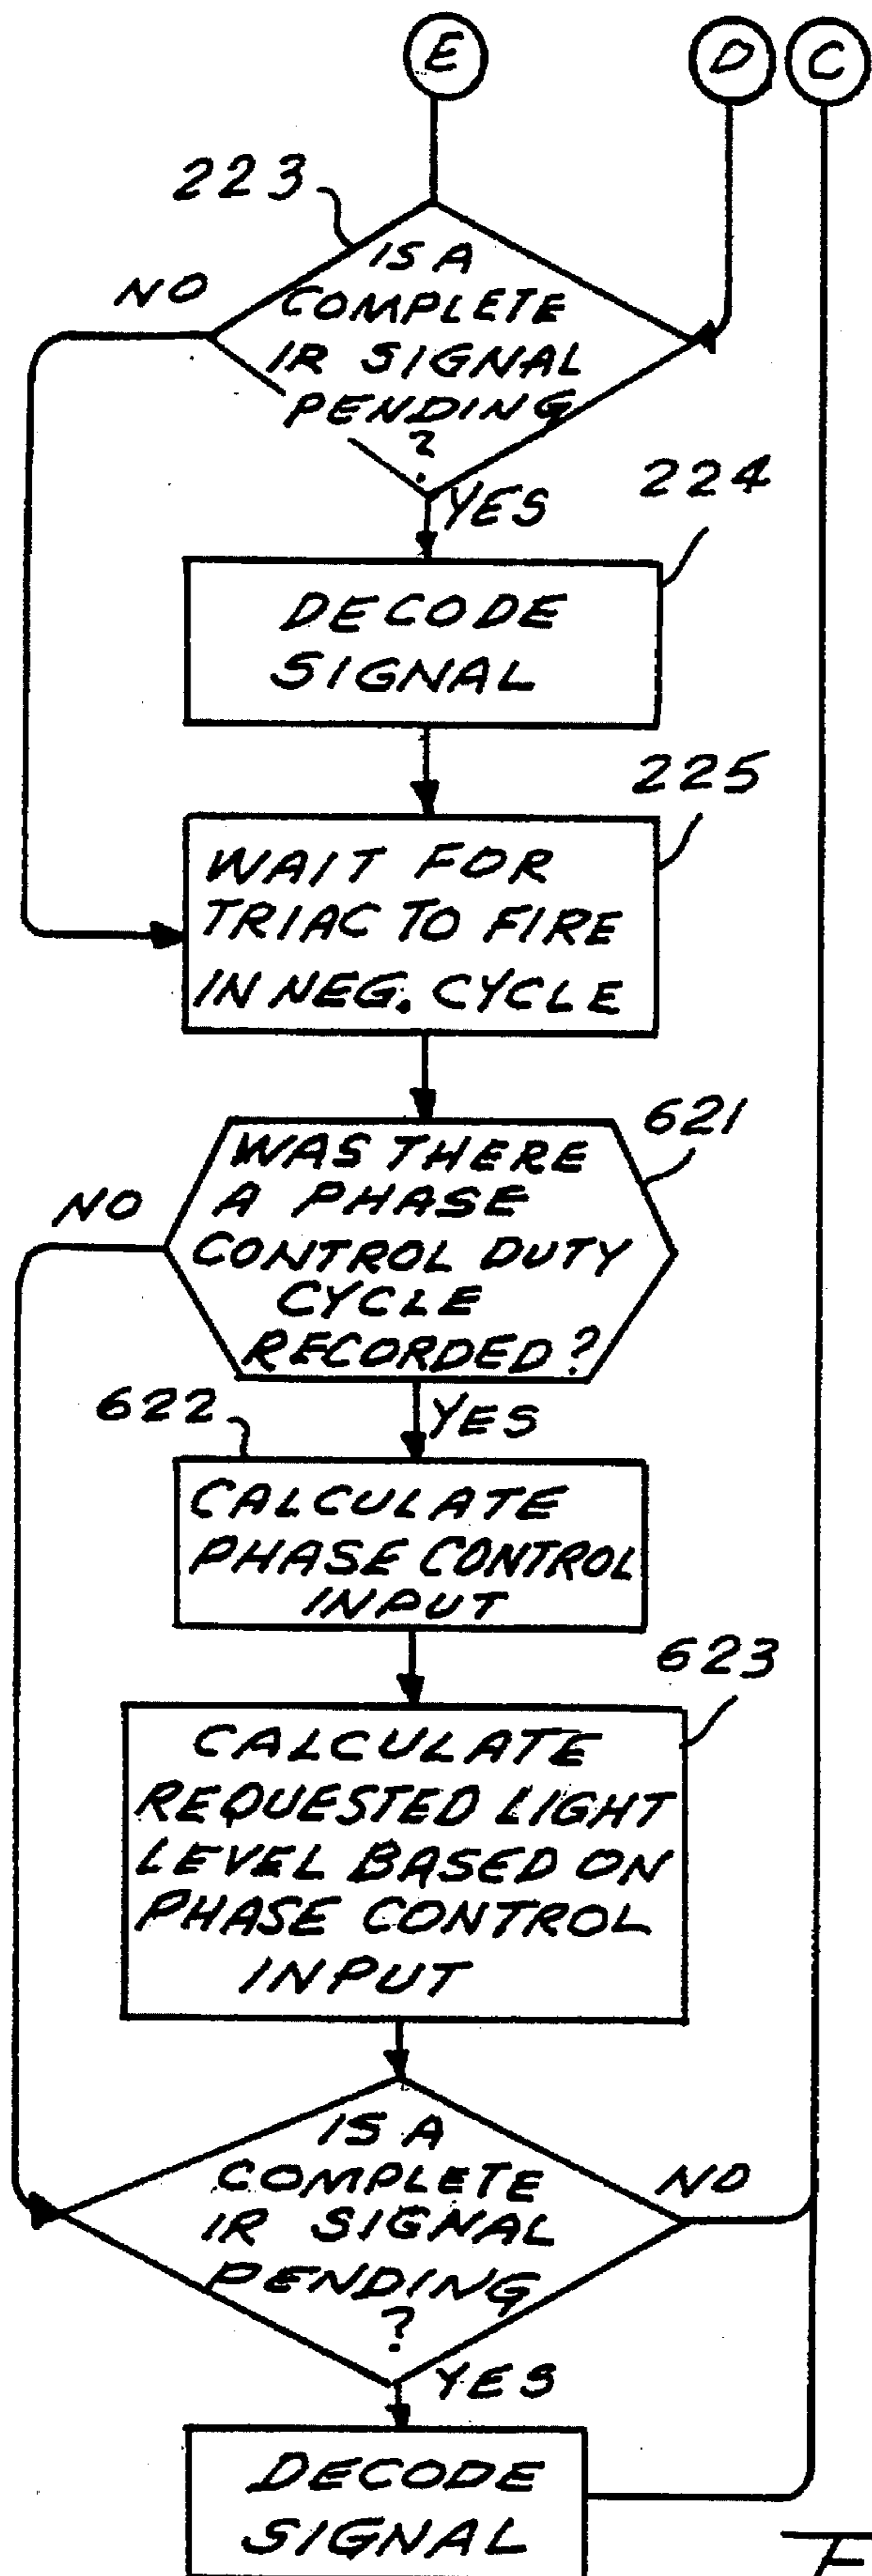 E
D
C
223
IS A
COMPLETE
IR SIGNAL
PENDING
?
NO
YES
224
DECODE
SIGNAL
225
WAIT FOR
TRIAC TO FIRE
IN NEG. CYCLE
621
WAS THERE
A PHASE
CONTROL DUTY
CYCLE
RECORDED?
NO
YES
622
CALCULATE
PHASE CONTROL
INPUT
623
CALCULATE
REQUESTED LIGHT
LEVEL BASED ON
PHASE CONTROL
INPUT
IS A
COMPLETE
IR SIGNAL
PENDING
?
NO
YES
DECODE
SIGNAL